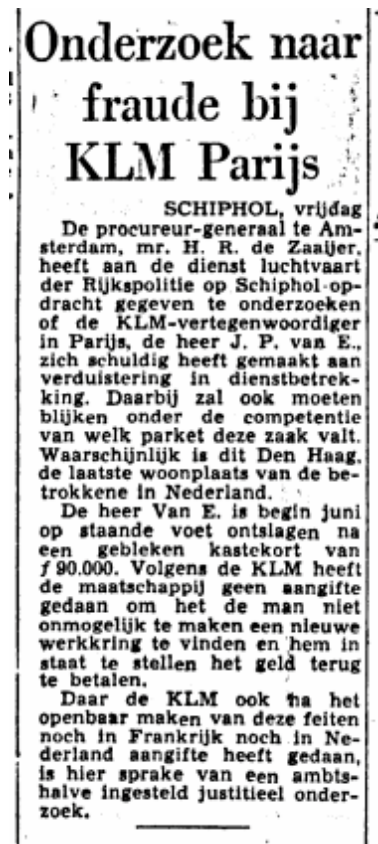 Onderzoek naar
fraude bij
KLM Parijs
SCHIPHOL, vrijdag
De procureur-generaal te Am-
sterdam, mr. H. R. de Zaaijer,
heeft aan de dienst luchtvaart
der Rijkspolitie op Schiphol op-
dracht gegeven te onderzoeken
of de KLM-vertegenwoordiger
in Parijs, de heer J. P. van E.,
zich schuldig heeft gemaakt aan
verduistering in dienstbetrek-
king. Daarbij zal ook moeten
blijken onder de competentie
van welk parket deze zaak valt.
Waarschijnlijk is dit Den Haag,
de laatste woonplaats van de be-
trokkene in Nederland.
De heer Van E. is begin juni
op staande voet ontslagen na
een gebleken kastekort van
ƒ 90.000. Volgens de KLM heeft
de maatschappij geen aangifte
gedaan om het de man niet
onmogelijk te maken een nieuwe
werkkring te vinden en hem in
staat te stellen het geld terug
te betalen.
Daar de KLM ook na het
openbaar maken van deze feiten
noch in Frankrijk noch in Ne-
derland aangifte heeft gedaan,
is hier sprake van een ambts-
halve ingesteld justitieel onder-
zoek.